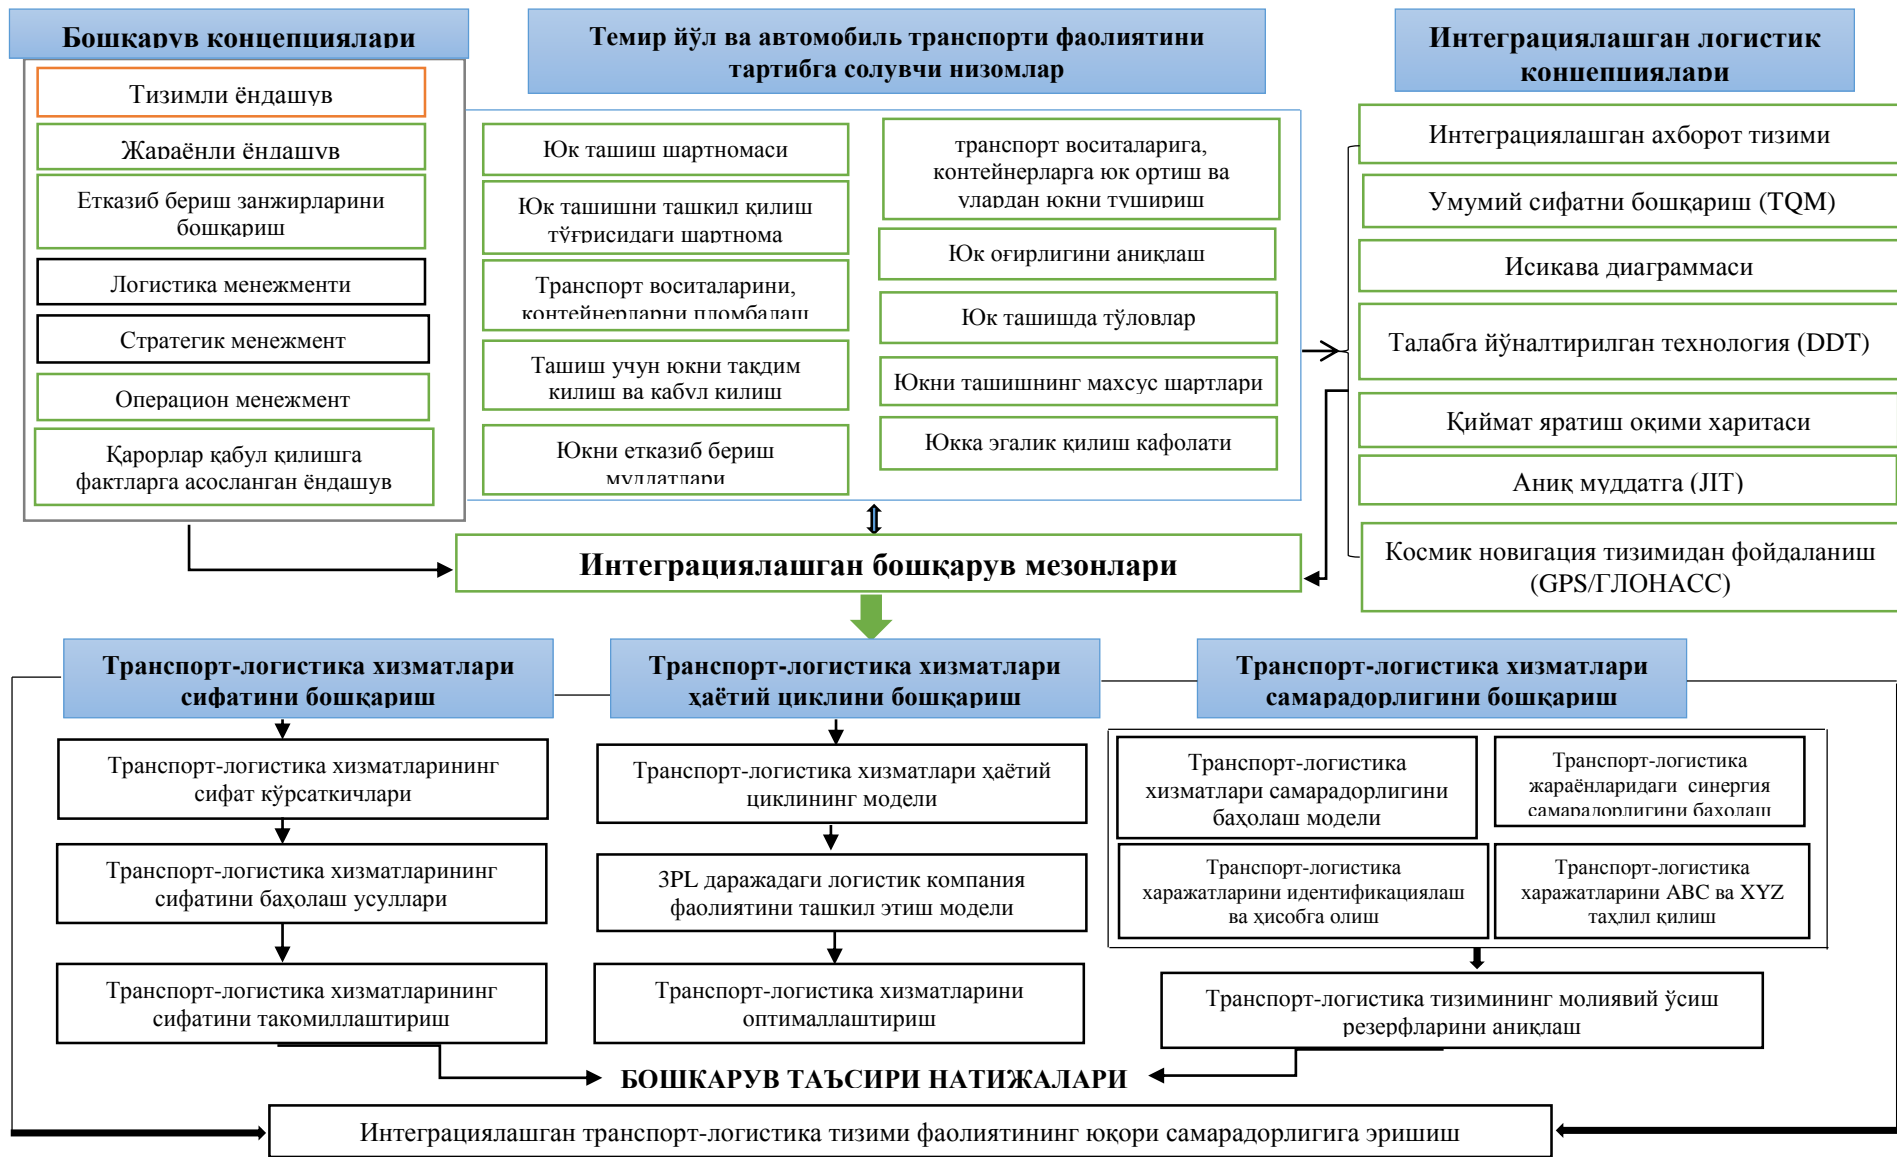 Бошқарув концепциялари
Тизимли ёндашув
Жараёнли ёндашув
Етказиб бериш занжирларини
бошқариш
Логистика менежменти
Стратегик менежмент
Операцион менежмент
Қарорлар қабул қилишга
фактларга асосланган ёндашув
Темир йўл ва автомобиль транспорти фаолиятини
тартибга солувчи низомлар
Юк ташиш шартномаси
Юк ташишни ташкил қилиш
тўғрисидаги шартнома
Транспорт воситаларини,
контейнерларни пломбалаш
Ташиш учун юкни тақдим
қилиш ва қабул қилиш
Юкни етказиб бериш
муддатлари
транспорт воситаларига,
контейнерларга юк ортиш ва
улардан юкни тушириш
Юк оғирлигини аниқлаш
Юк ташишда тўловлар
Юкни ташишнинг махсус шартлари
Юкка эгалик қилиш кафолати
Интеграциялашган логистик
концепциялари
Интеграциялашган ахборот тизими
Умумий сифатни бошқариш (TQM)
Исикава диаграммаси
Талабга йўналтирилган технология (DDT)
Қиймат яратиш оқими харитаси
Аниқ муддатга (JIT)
Космик новигация тизимидан фойдаланиш
(GPS/ГЛОНАСС)
Интеграциялашган бошқарув мезонлари
Транспорт-логистика хизматлари
сифатини бошқариш
Транспорт-логистика хизматларининг
сифат кўрсаткичлари
Транспорт-логистика хизматларининг
сифатини баҳолаш усуллари
Транспорт-логистика хизматларининг
сифатини такомиллаштириш
Транспорт-логистика хизматлари
ҳаётий циклини бошқариш
Транспорт-логистика хизматлари ҳаётий
циклининг модели
3PL даражадаги логистик компания
фаолиятини ташкил этиш модели
Транспорт-логистика хизматларини
оптималлаштириш
Транспорт-логистика хизматлари
самарадорлигини бошқариш
Транспорт-логистика
хизматлари самарадорлигини
баҳолаш модели
Транспорт-логистика
жараёнларидаги синергия
самарадорлигини баҳолаш
Транспорт-логистика
харажатларини идентификациялаш
ва ҳисобга олиш
Транспорт-логистика
харажатларини ABC ва XYZ
таҳлил қилиш
Транспорт-логистика тизимининг молиявий ўсиш
резерфларини аниқлаш
БОШКАРУВ ТАЪСИРИ НАТИЖАЛАРИ
Интеграциялашган транспорт-логистика тизими фаолиятининг юқори самарадорлигига эришиш